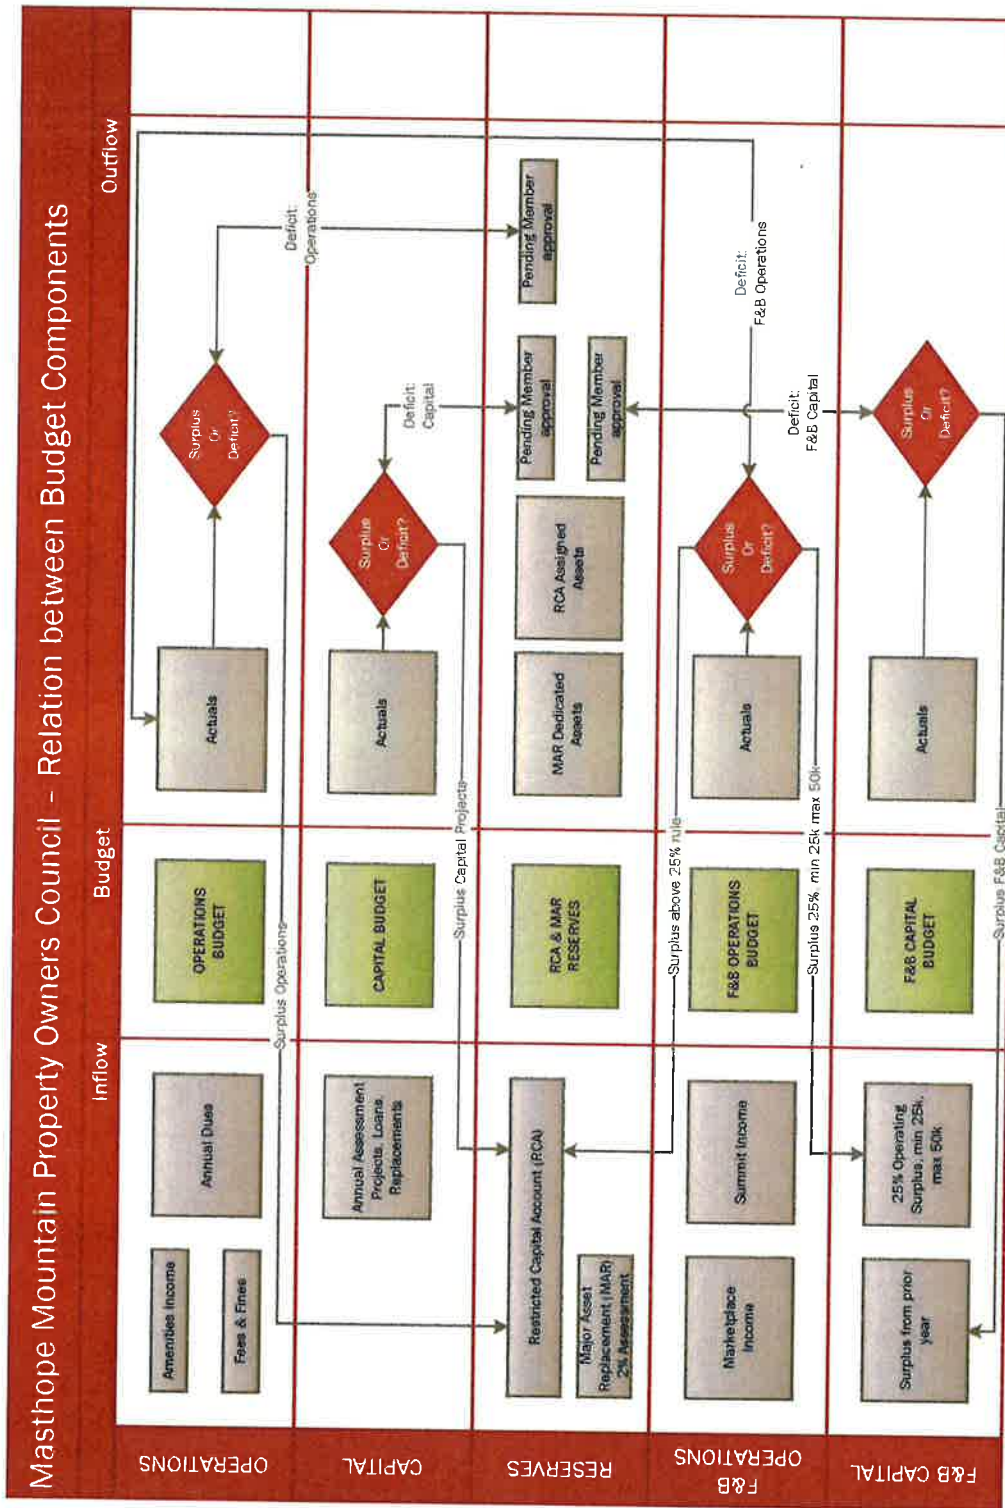 Masthope Mountain Property Owners Council – Relation between Budget Components
Inflow
Budget
Outflow
OPERATIONS
Amenities Income
Fees & Fines
Annual Dues
OPERATIONS
BUDGET
Actuals
Surplus
Or
Deficit?
Surplus Operations
Deficit:
Operations
CAPITAL
Annual Assessment
Projects, Loans,
Replacements
CAPITAL BUDGET
Actuals
Surplus
Or
Deficit?
Surplus Capital Projects
Deficit:
Capital
RESERVES
Restricted Capital Account (RCA)
Major Asset
Replacement (MAR)
2% Assessment
RCA & MAR
RESERVES
MAR Dedicated
Assets
RCA Assigned
Assets
Pending Member
approval
Pending Member
approval
Pending Member
approval
Surplus above 25% rule
F&B
OPERATIONS
Marketplace
Income
Summit Income
F&B OPERATIONS
BUDGET
Actuals
Surplus
Or
Deficit?
Deficit:
F&B Operations
Surplus 25%, min 25k max 50k
Deficit:
F&B Capital
F&B CAPITAL
Surplus from prior
year
25% Operating
Surplus, min 25k,
max 50k
F&B CAPITAL
BUDGET
Actuals
Surplus
Or
Deficit?
Surplus F&B Capital